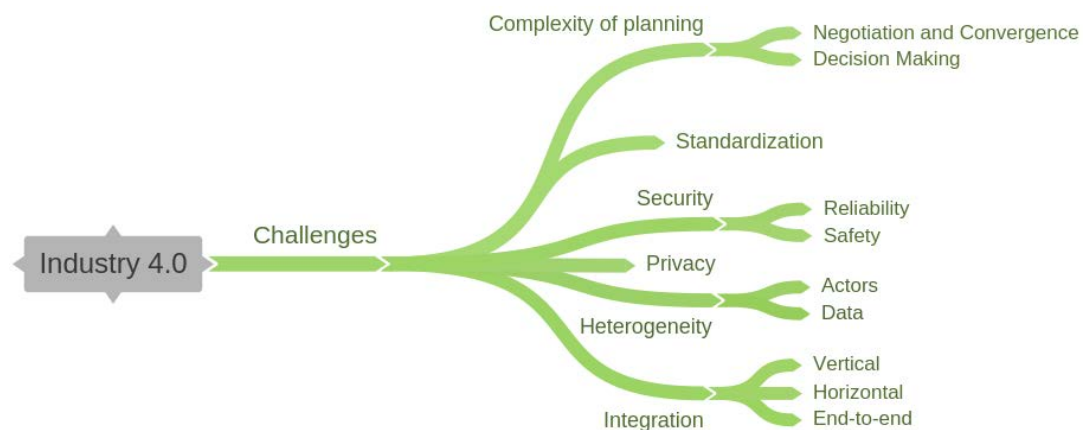 Industry 4.0
Challenges
Complexity of planning
Negotiation and Convergence
Decision Making
Standardization
Security
Reliability
Safety
Privacy
Heterogeneity
Actors
Data
Integration
Vertical
Horizontal
End-to-end